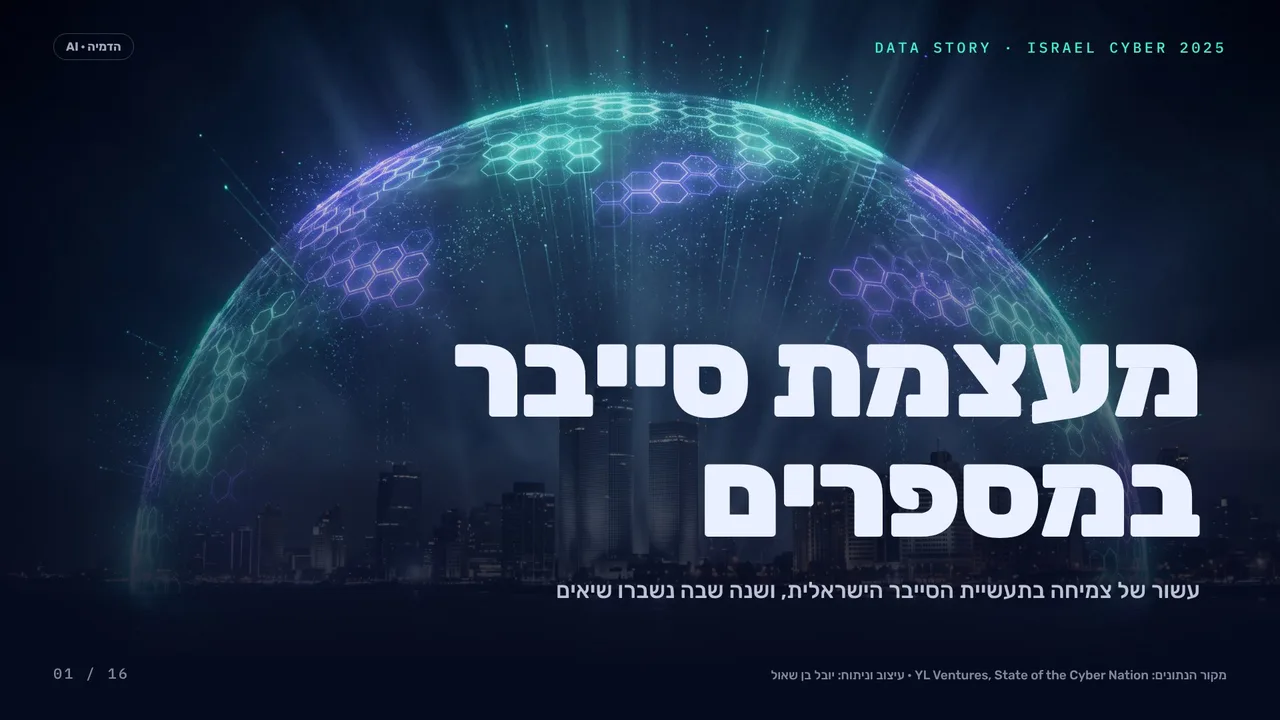 DATA STORY · ISRAEL CYBER 2025
הדמיה • AI
מעצמת סייבר
במספרים
עשור של צמיחה בתעשיית הסייבר הישראלית, ושנה שבה נשברו שיאים
מקור הנתונים: YL Ventures, State of the Cyber Nation • עיצוב וניתוח: יובל בן שאול
01 / 16